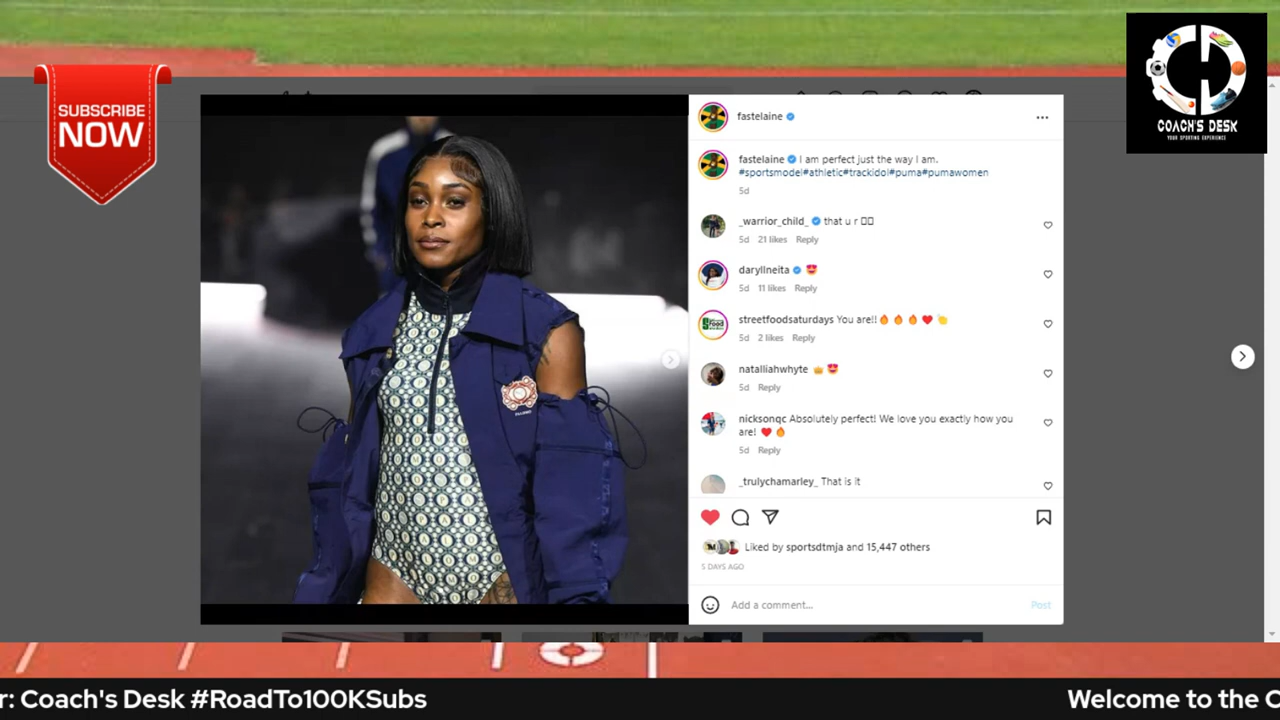 SUBSCRIBE
NOW
COACH'S DESK
YOUR SPORTING EXPERIENCE
fastelaine
fastelaine I am perfect just the way I am.
#sportsmodel#athletic#trackidol#puma#pumawomen
5d
_warrior_child_ that u r
5d 21 likes Reply
daryllneita 😍
5d 11 likes Reply
streetfoodsaturdays You are!!🔥🔥🔥❤️👏
5d 2 likes Reply
natalliahwhyte 👑😍
5d Reply
nicksonqc Absolutely perfect! We love you exactly how you
are! ❤️🔥
5d Reply
_trulychamarley_ That is it
Liked by sportsdtmja and 15,447 others
5 DAYS AGO
Add a comment...
Post
r: Coach's Desk #RoadTo100KSubs
Welcome to the C